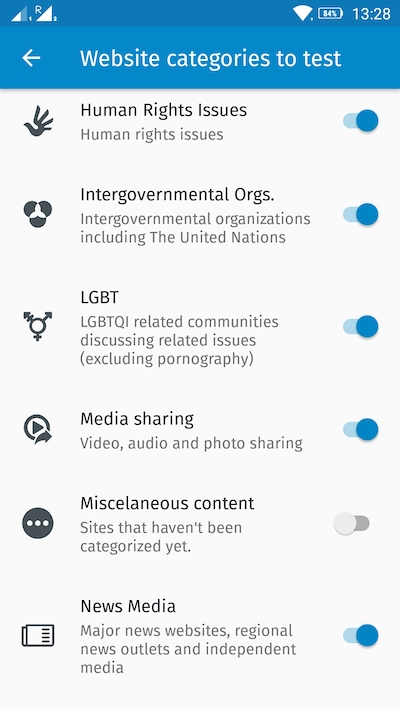 1 R 2 84% 13:28
Website categories to test
Human Rights Issues
Human rights issues
Intergovernmental Orgs.
Intergovernmental organizations
including The United Nations
LGBT
LGBTQI related communities
discussing related issues
(excluding pornography)
Media sharing
Video, audio and photo sharing
Miscelaneous content
Sites that haven't been
categorized yet.
News Media
Major news websites, regional
news outlets and independent
media